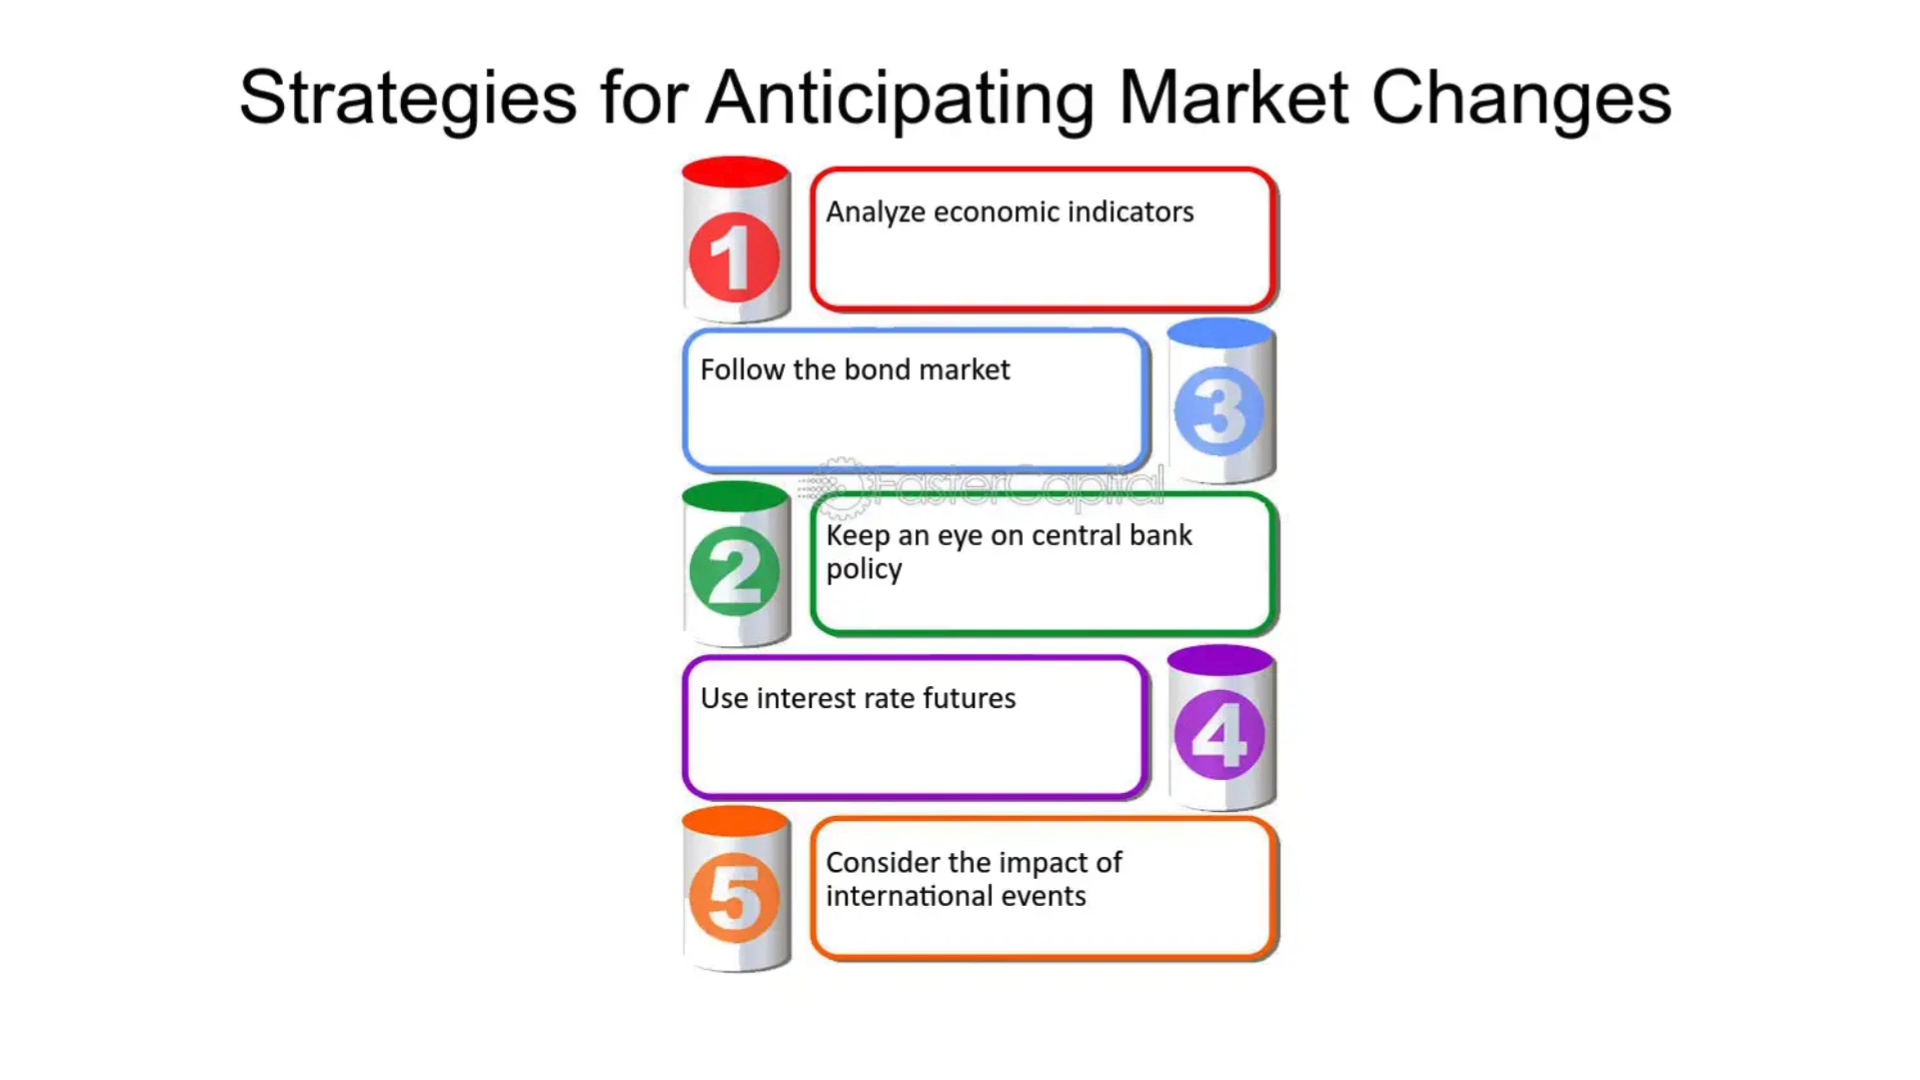 Strategies for Anticipating Market Changes
1
Analyze economic indicators
Follow the bond market
3
FasterCapital
2
Keep an eye on central bank
policy
Use interest rate futures
4
5
Consider the impact of
international events